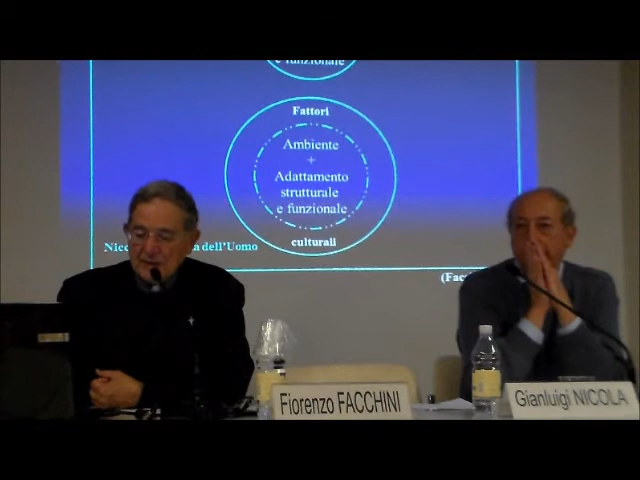 e funzionale
Fattori
Ambiente
+
Adattamento
strutturale
e funzionale
culturali
dell'Uomo
Fiorenzo FACCHINI
Gianluigi NICOLA